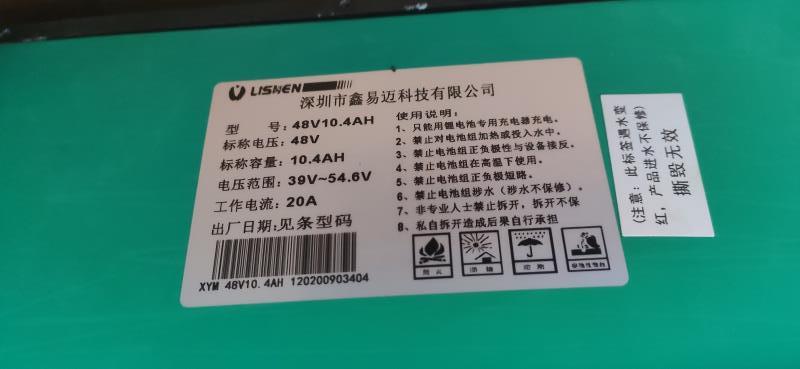 LISHEN
深圳市鑫易迈科技有限公司
型 号:48V10.4AH
标称电压: 48V
标称容量: 10.4AH
电压范围: 39V~54.6V
工作电流: 20A
出厂日期:见条型码
XYM 48V10.4AH 120200903404
使用说明:
1、只能用锂电池专用充电器充电。
2、禁止对电池组加热或投入水中。
3、禁止电池组正负极性与设备接反。
4、禁止电池组在高温下使用。
5、禁止电池组正负极短路。
6、禁止电池组涉水(涉水不保修)。
7、非专业人士禁止拆开，拆开不保
8、私自拆开造成后果自行承担
(注意：此标签遇水变
红，产品进水不保修)
撕毁无效